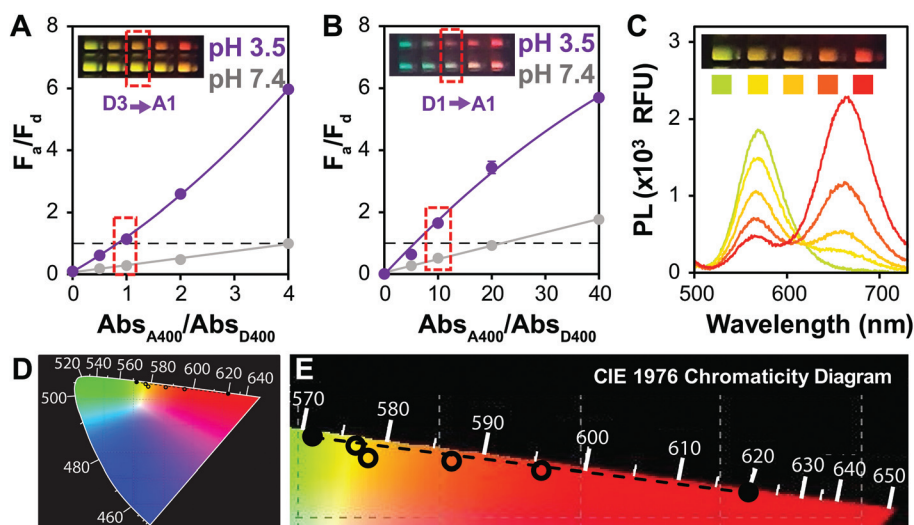 A
8
6
4
2
0
F_a/F_d
pH 3.5
pH 7.4
D3→A1
0
1
2
3
4
Abs_A400/Abs_D400
B
8
6
4
2
0
F_a/F_d
pH 3.5
pH 7.4
D1→A1
0
10
20
30
40
Abs_A400/Abs_D400
C
3
2
1
0
PL (x10³ RFU)
500
600
700
Wavelength (nm)
D
520
540
560
580
600
620
640
500
480
460
E
CIE 1976 Chromaticity Diagram
570
580
590
600
610
620
630
640
650